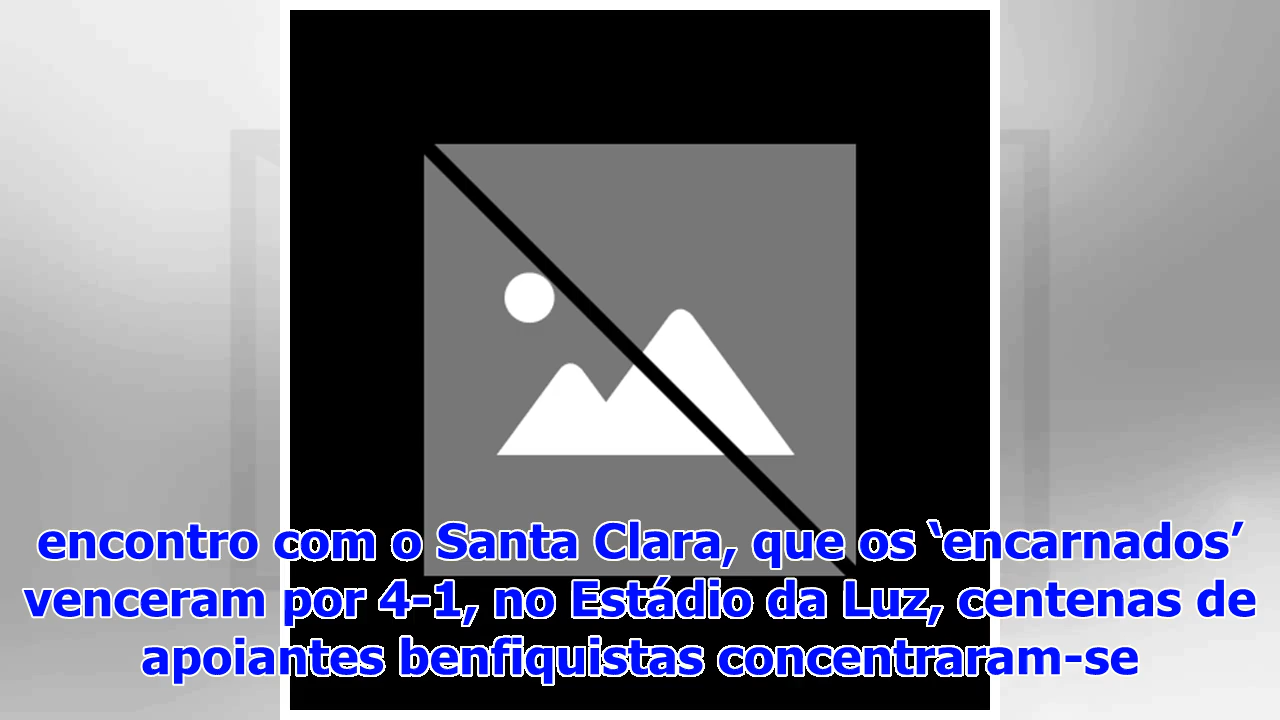 encontro com o Santa Clara, que os ‘encarnados’
venceram por 4-1, no Estádio da Luz, centenas de
apoiantes benfiquistas concentraram-se